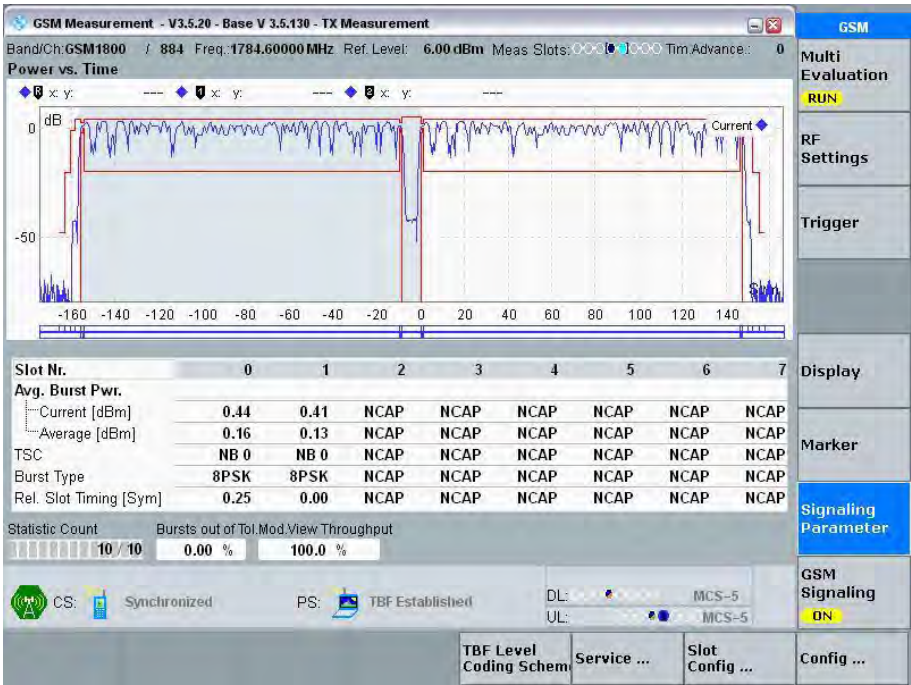 GSM Measurement - V3.5.20 - Base V 3.5.130 - TX Measurement
GSM
Band/Ch:GSM1800 / 884 Freq.:1784.60000 MHz Ref. Level: 6.00 dBm Meas Slots: Tim Advance.: 0
Power vs. Time
R x: y: --- 1 x: y: --- 2 x: y: ---
dB
Current
0
-50
-160 -140 -120 -100 -80 -60 -40 -20 0 20 40 60 80 100 120 140
Slot Nr. 0 1 2 3 4 5 6 7
Avg. Burst Pwr.
Current [dBm] 0.44 0.41 NCAP NCAP NCAP NCAP NCAP NCAP
Average [dBm] 0.16 0.13 NCAP NCAP NCAP NCAP NCAP NCAP
TSC NB 0 NB 0 NCAP NCAP NCAP NCAP NCAP NCAP
Burst Type 8PSK 8PSK NCAP NCAP NCAP NCAP NCAP NCAP
Rel. Slot Timing [Sym] 0.25 0.00 NCAP NCAP NCAP NCAP NCAP NCAP
Statistic Count Bursts out of Tol. Mod.View Throughput
10 / 10 0.00 % 100.0 %
CS: Synchronized PS: TBF Established
DL: MCS-5
UL: MCS-5
Multi
Evaluation
RUN
RF
Settings
Trigger
Display
Marker
Signaling
Parameter
GSM
Signaling
ON
TBF Level
Coding Schem
Service ...
Slot
Config ...
Config ...